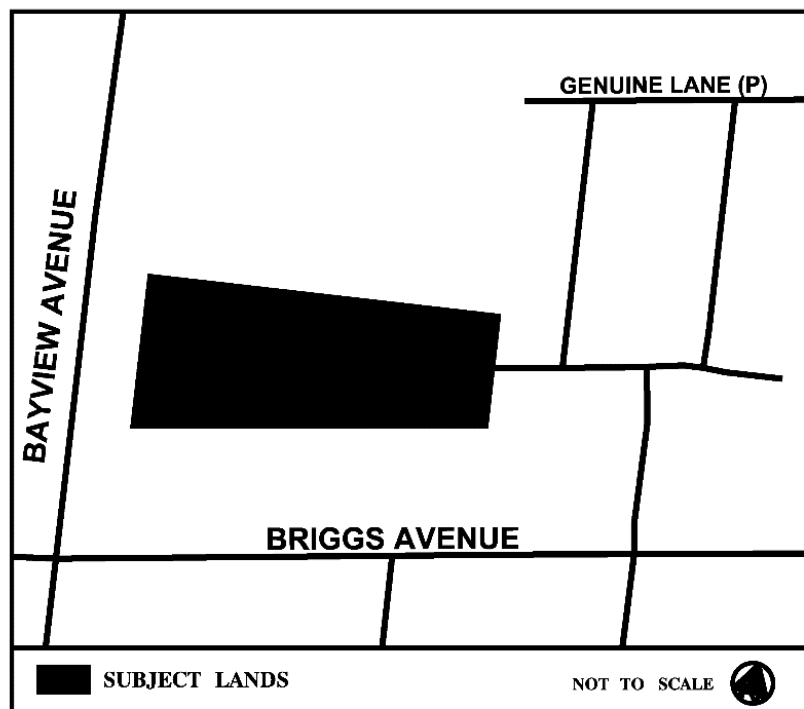 GENUINE LANE (P)
BAYVIEW AVENUE
BRIGGS AVENUE
SUBJECT LANDS
NOT TO SCALE